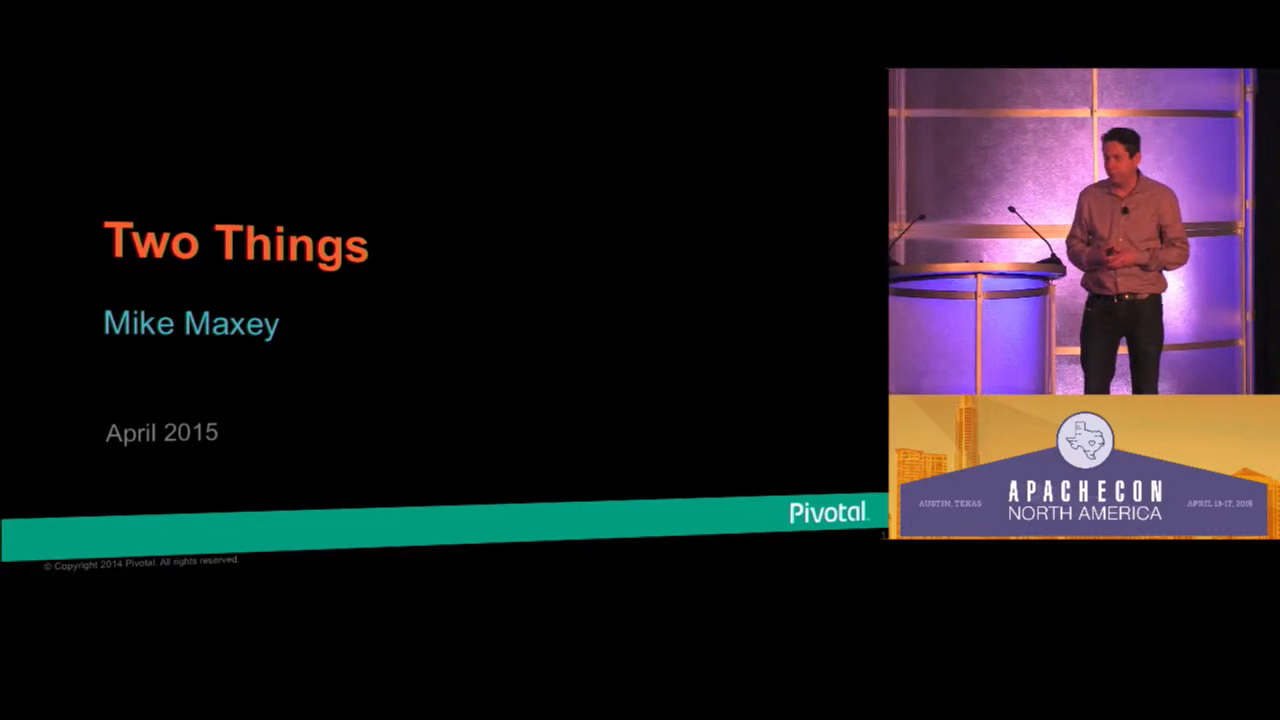 Two Things
Mike Maxey
April 2015
Pivotal
© Copyright 2014 Pivotal. All rights reserved.
AUSTIN, TEXAS
APACHECON
NORTH AMERICA
APRIL 13-17, 2015